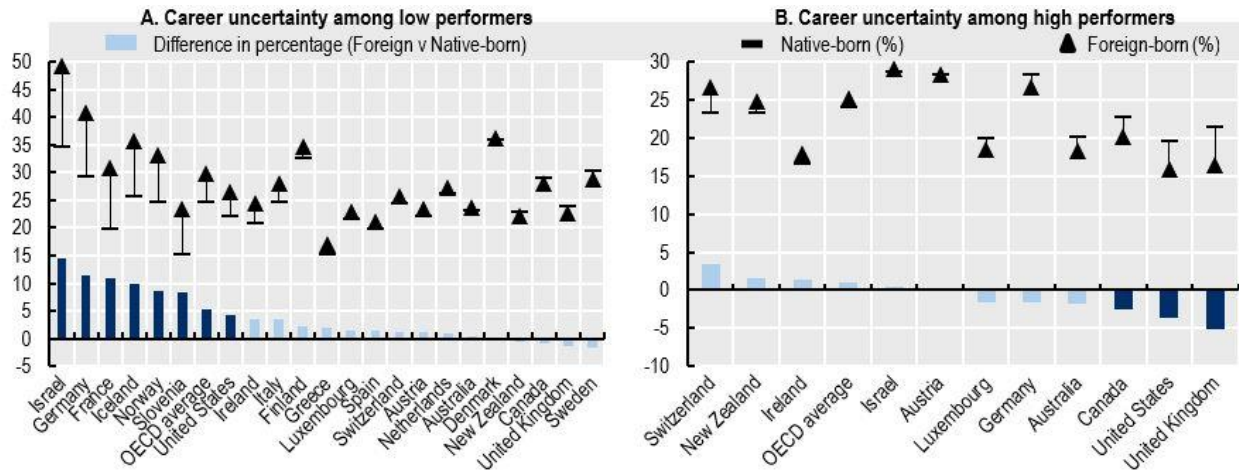 A. Career uncertainty among low performers
B. Career uncertainty among high performers
Difference in percentage (Foreign v Native-born)
Native-born (%)
Foreign-born (%)
50
45
40
35
30
25
20
15
10
5
0
-5
Israel
Germany
France
Iceland
Norway
Slovenia
OECD average
United States
Ireland
Italy
Finland
Greece
Luxembourg
Spain
Switzerland
Austria
Netherlands
Australia
Denmark
New Zealand
Canada
United Kingdom
Sweden
30
25
20
15
10
5
0
-5
-10
Switzerland
New Zealand
Ireland
OECD average
Israel
Austria
Luxembourg
Germany
Australia
Canada
United States
United Kingdom